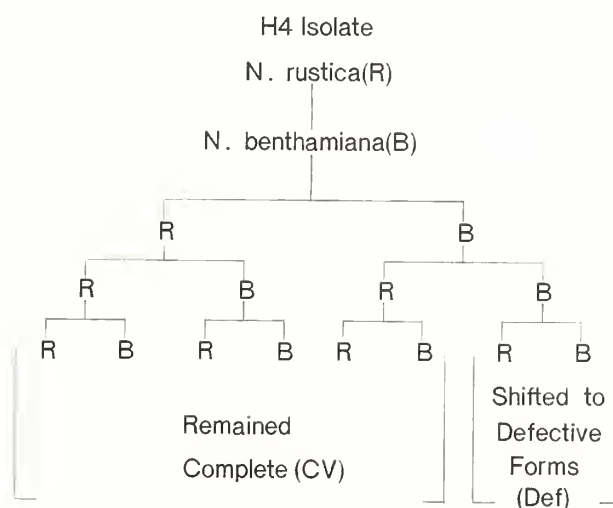 H4 Isolate
N. rustica(R)
N. benthamiana(B)
R B
R B R B
R B R B R B R B
Remained
Complete (CV)
Shifted to
Defective
Forms
(Def)